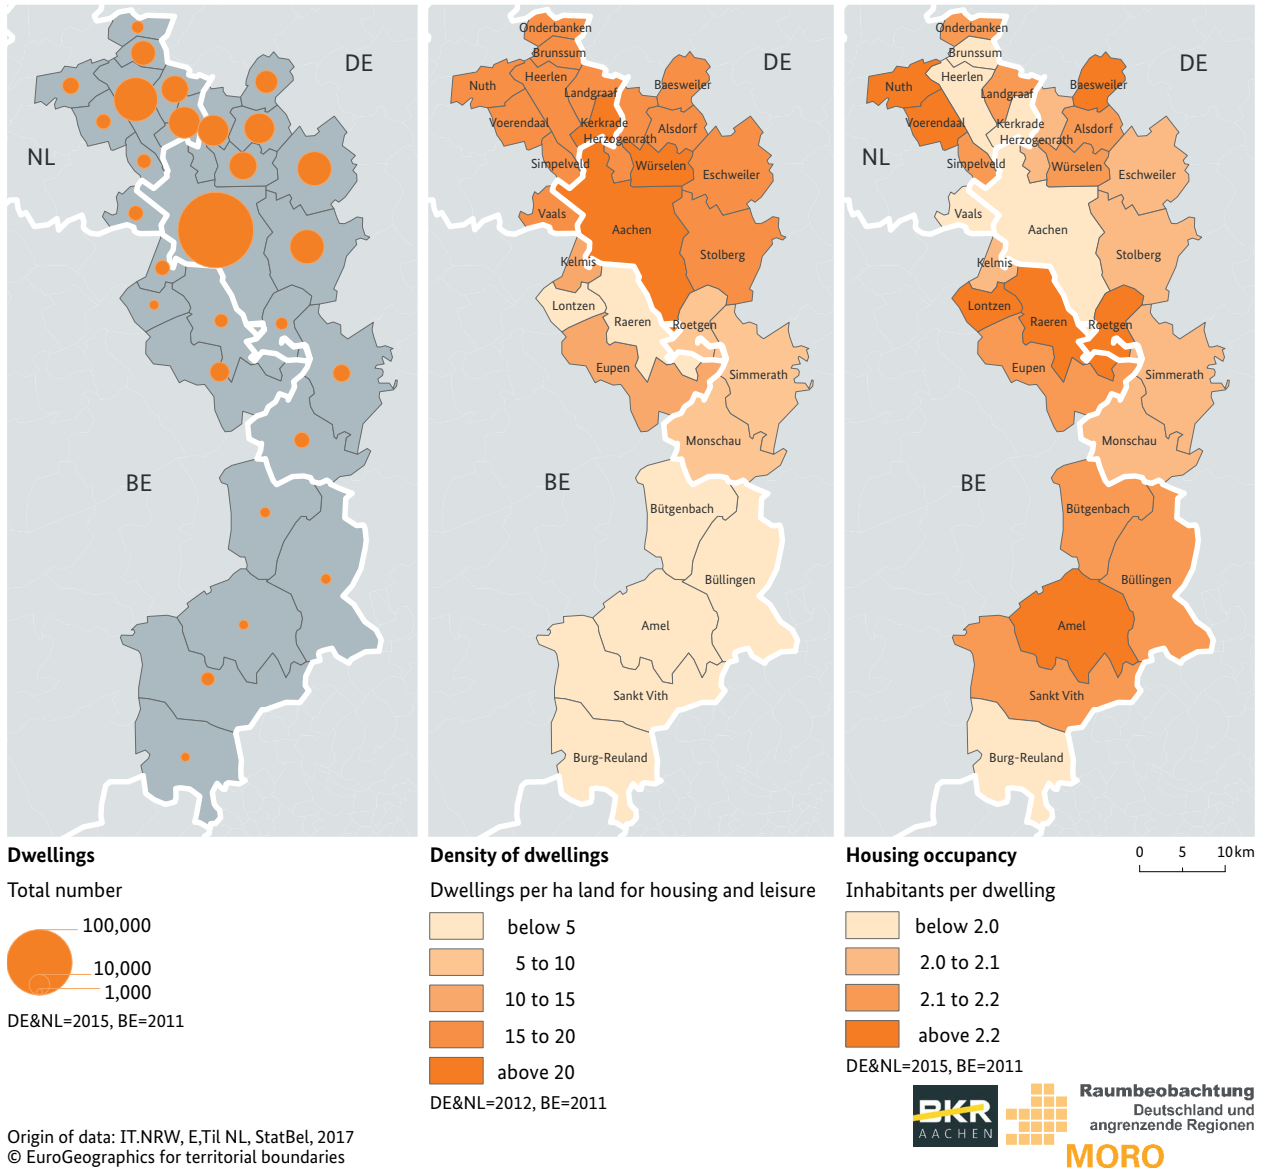 DE
NL
BE
Onderbanken
Brunssum
Heerlen
Nuth
Landgraaf
Baesweiler
Voerendaal
Kerkrade
Alsdorf
Herzogenrath
Simpelveld
Würselen
Eschweiler
Vaals
Aachen
Stolberg
Kelmis
Lontzen
Raeren
Roetgen
Eupen
Simmerath
Monschau
DE
BE
Bütgenbach
Büllingen
Amel
Sankt Vith
Burg-Reuland
Onderbanken
Brunssum
Heerlen
Nuth
Landgraaf
Baesweiler
Voerendaal
Kerkrade
Alsdorf
Herzogenrath
Simpelveld
Würselen
Eschweiler
Vaals
Aachen
Stolberg
Kelmis
Lontzen
Raeren
Roetgen
Eupen
Simmerath
Monschau
DE
NL
BE
Bütgenbach
Büllingen
Amel
Sankt Vith
Burg-Reuland
Dwellings
Total number
100,000
10,000
1,000
DE&NL=2015, BE=2011
Density of dwellings
Dwellings per ha land for housing and leisure
below 5
5 to 10
10 to 15
15 to 20
above 20
DE&NL=2012, BE=2011
Housing occupancy
0 5 10 km
Inhabitants per dwelling
below 2.0
2.0 to 2.1
2.1 to 2.2
above 2.2
DE&NL=2015, BE=2011
BKR
AACHEN
Raumbeobachtung
Deutschland und
angrenzende Regionen
MORO
Origin of data: IT.NRW, E,Til NL, StatBel, 2017
© EuroGeographics for territorial boundaries